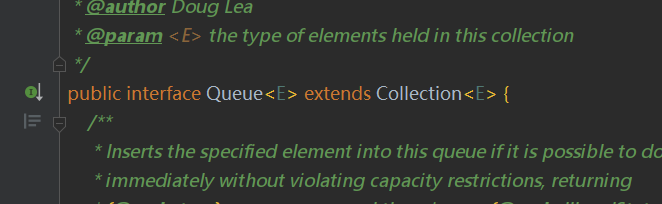 * @author Doug Lea
* @param <E> the type of elements held in this collection
*/
public interface Queue<E> extends Collection<E> {
/**
* Inserts the specified element into this queue if it is possible to do
* immediately without violating capacity restrictions, returning